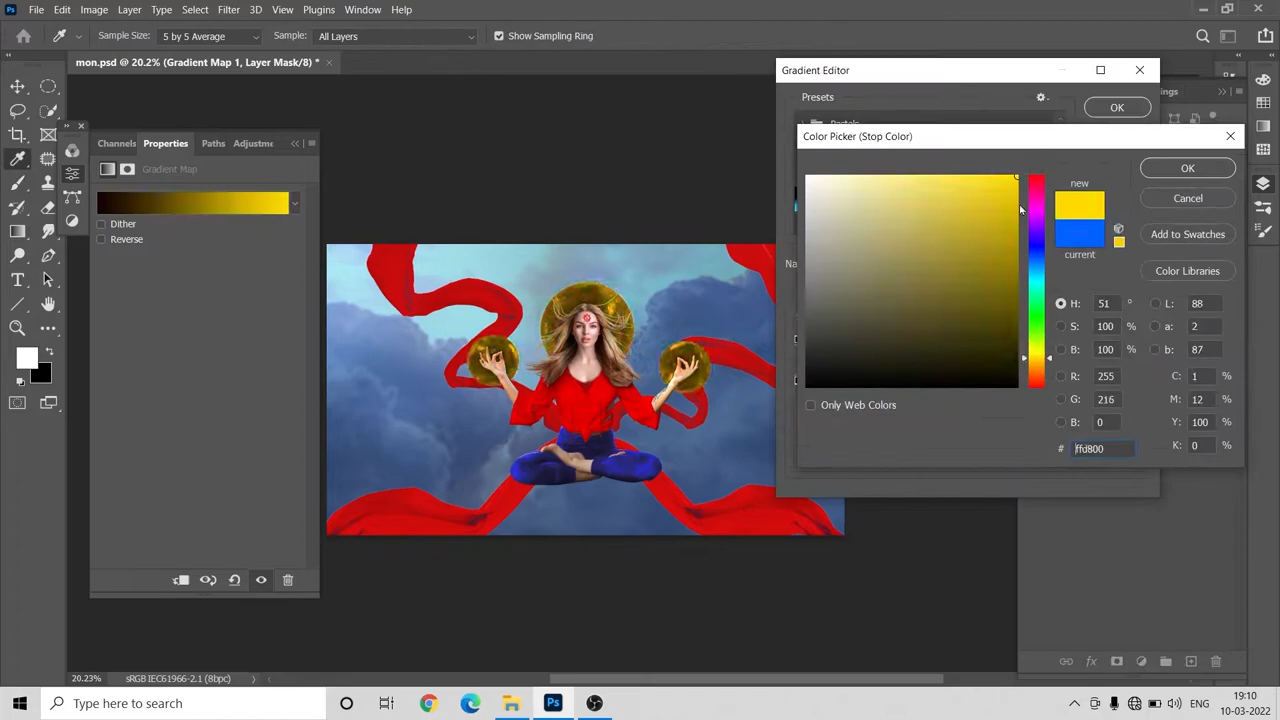 Ps File Edit Image Layer Type Select Filter 3D View Plugins Window Help
Sample Size: 5 by 5 Average Sample: All Layers Show Sampling Ring
mon.psd @ 20.2% (Gradient Map 1, Layer Mask/8) * ×
Gradient Editor
Presets
OK
Channels Properties Paths Adjustme
Gradient Map
Dither
Reverse
Color Picker (Stop Color)
new
current
OK
Cancel
Add to Swatches
Color Libraries
H: 51 ° L: 88
S: 100 % a: 2
B: 100 % b: 87
R: 255 C: 1 %
G: 216 M: 12 %
B: 0 Y: 100 %
# ffd800 K: 0 %
Only Web Colors
Na
T
20.23% sRGB IEC61966-2.1 (8bpc)
Type here to search
Ps
ENG
19:10
10-03-2022